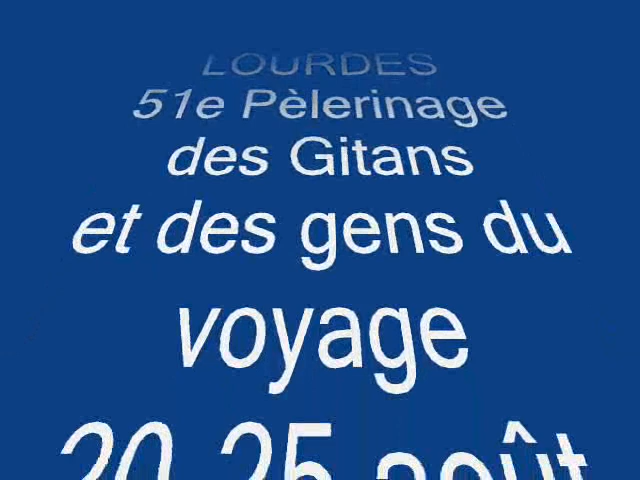 LOURDES
51e Pèlerinage
des Gitans
et des gens du
voyage
20-25 août